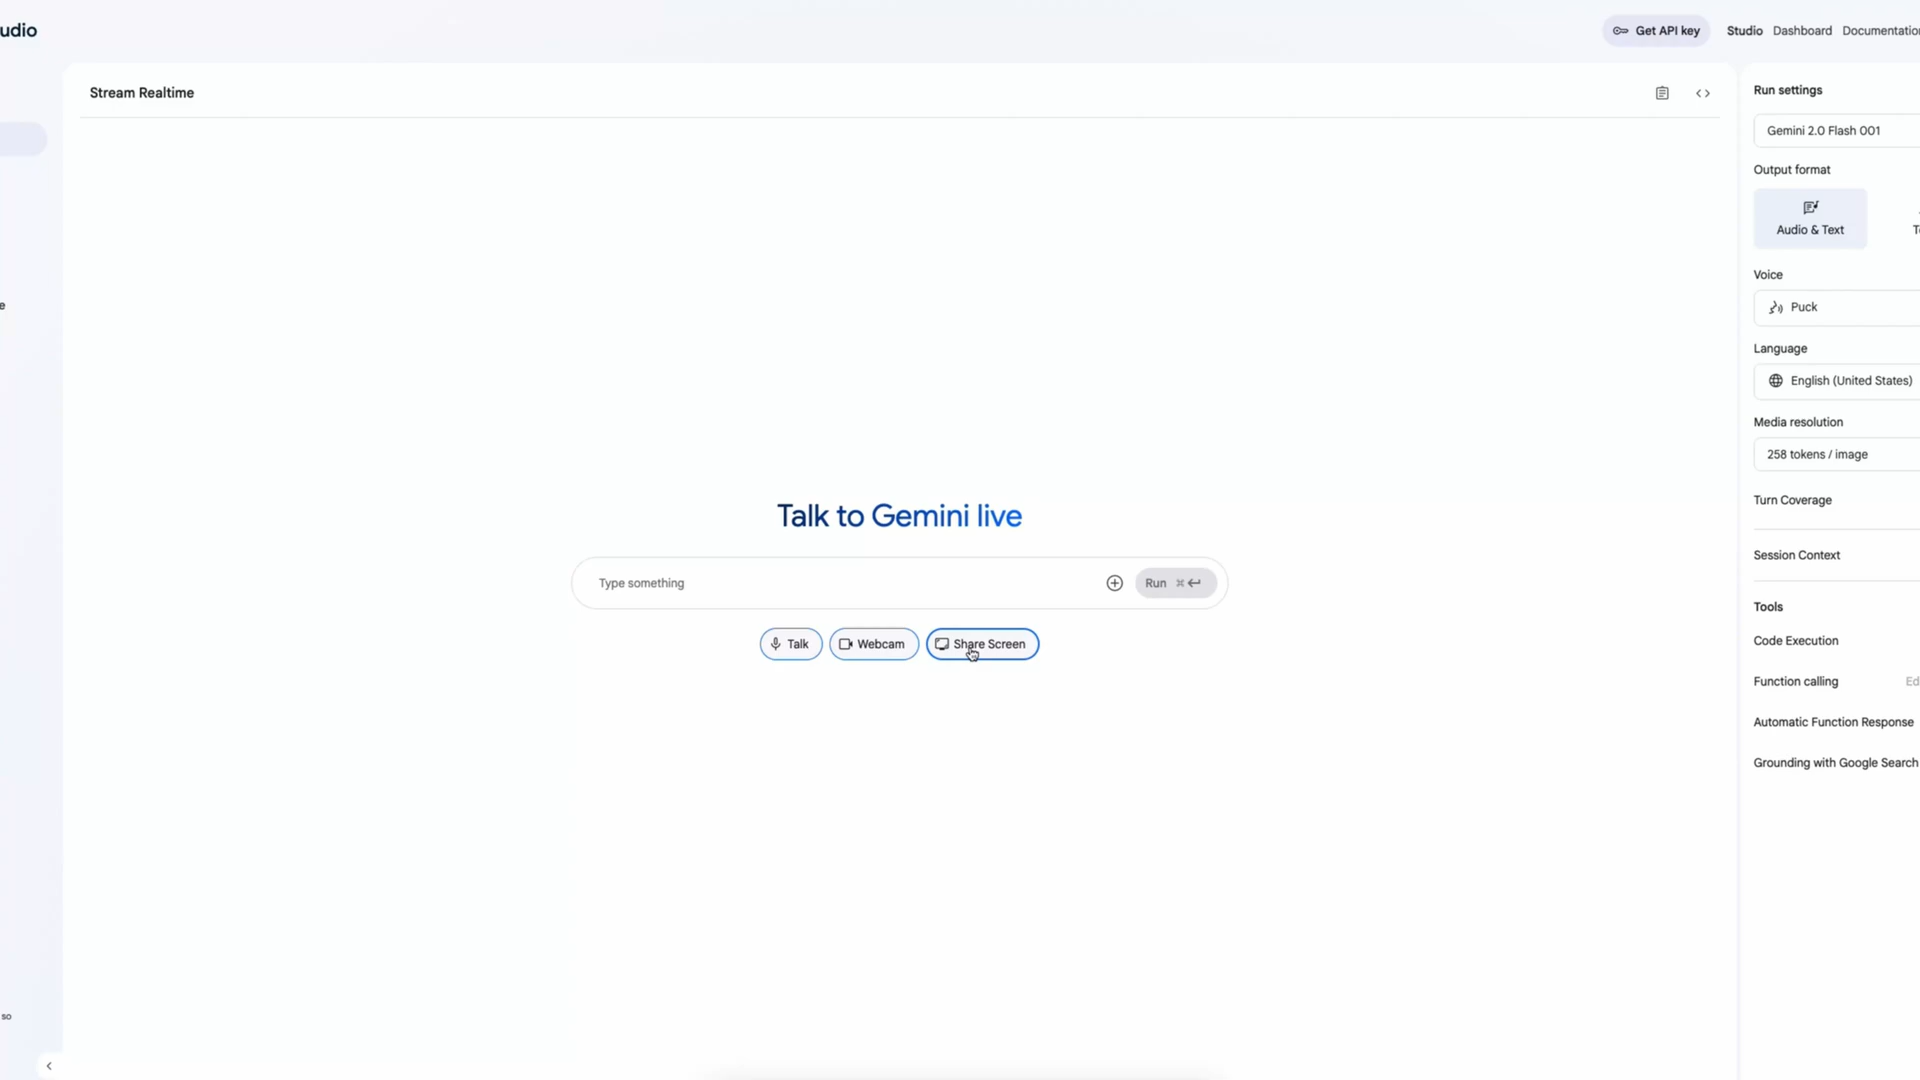 udio
Get API key
Studio
Dashboard
Documentation
Stream Realtime
Run settings
Gemini 2.0 Flash 001
Output format
Audio & Text
Voice
Puck
e
Language
English (United States)
Media resolution
258 tokens / image
Turn Coverage
Talk to Gemini live
Session Context
Type something
Run ⌘↵
Tools
Talk
Webcam
Share Screen
Code Execution
Function calling
Ed
Automatic Function Response
Grounding with Google Search
so